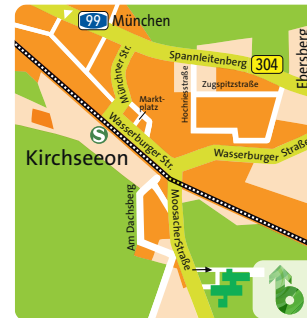 99 München
Spannleitenberg
304
Ebersberg
Münchner Str.
Markt-
platz
Hochriesstraße
Zugspitzstraße
S
Kirchseeon
Wasserburger Str.
Wasserburger Straße
Am Dachsberg
Moosacher Straße
b